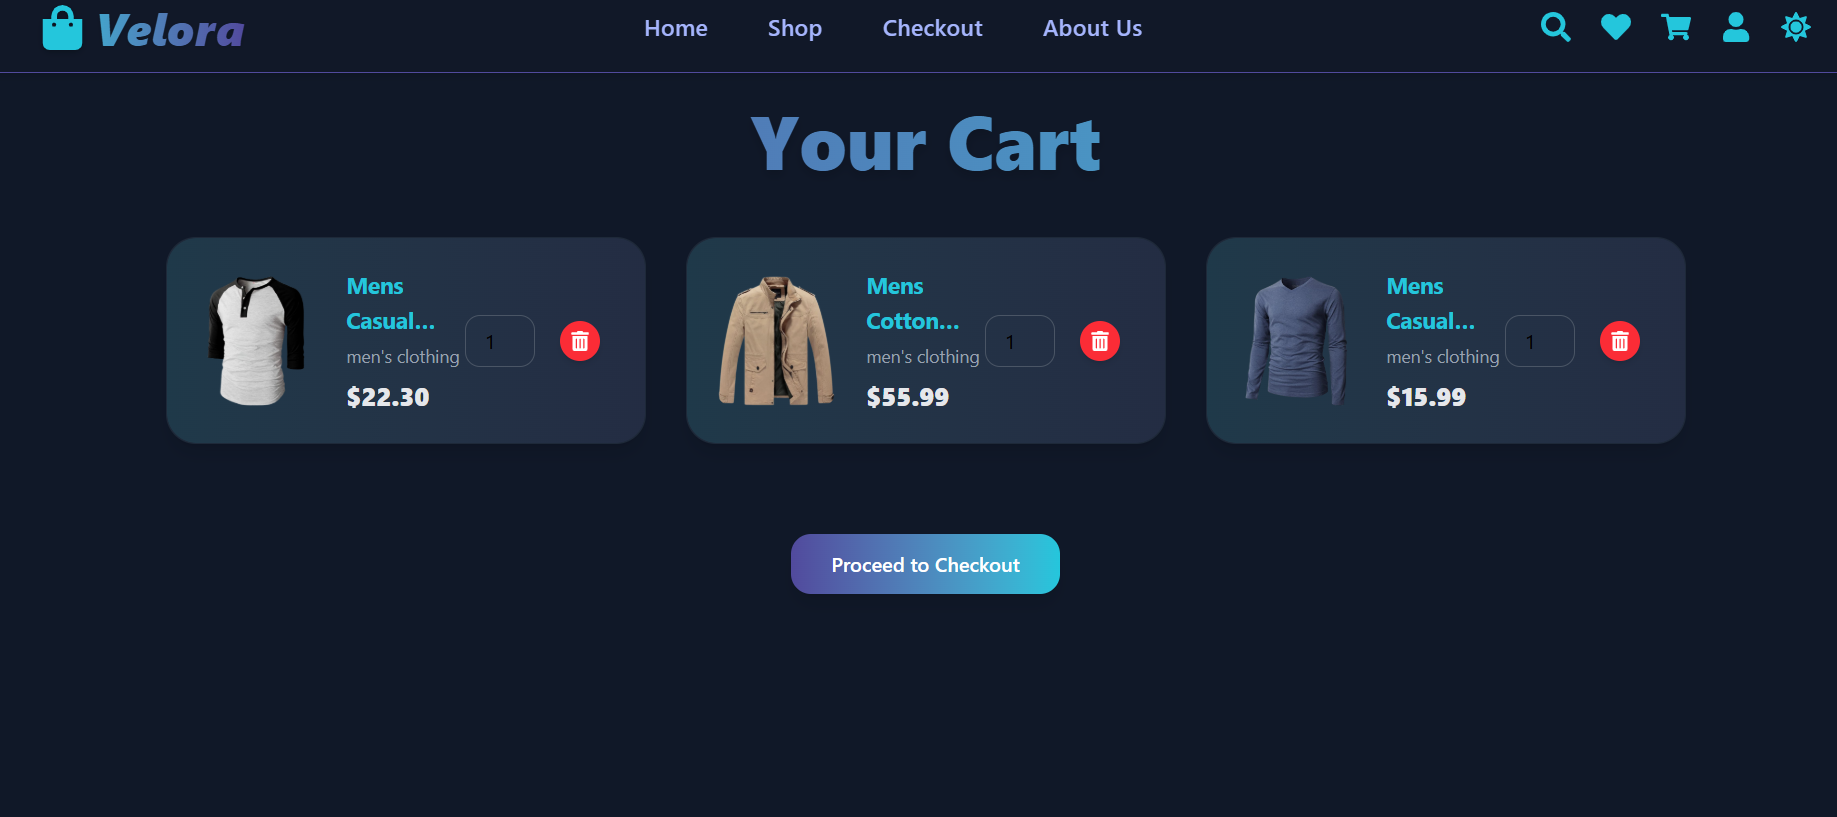 Velora
Home
Shop
Checkout
About Us
Your Cart
Mens
Casual...
men's clothing
$22.30
1
Mens
Cotton...
men's clothing
$55.99
1
Mens
Casual...
men's clothing
$15.99
1
Proceed to Checkout